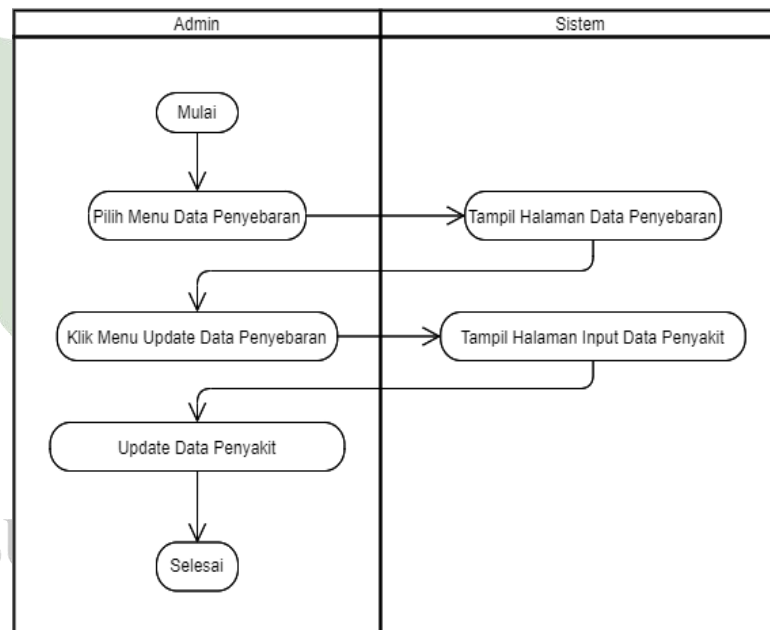 Admin
Sistem
Mulai
Pilih Menu Data Penyebaran
Tampil Halaman Data Penyebaran
Klik Menu Update Data Penyebaran
Tampil Halaman Input Data Penyakit
Update Data Penyakit
Selesai